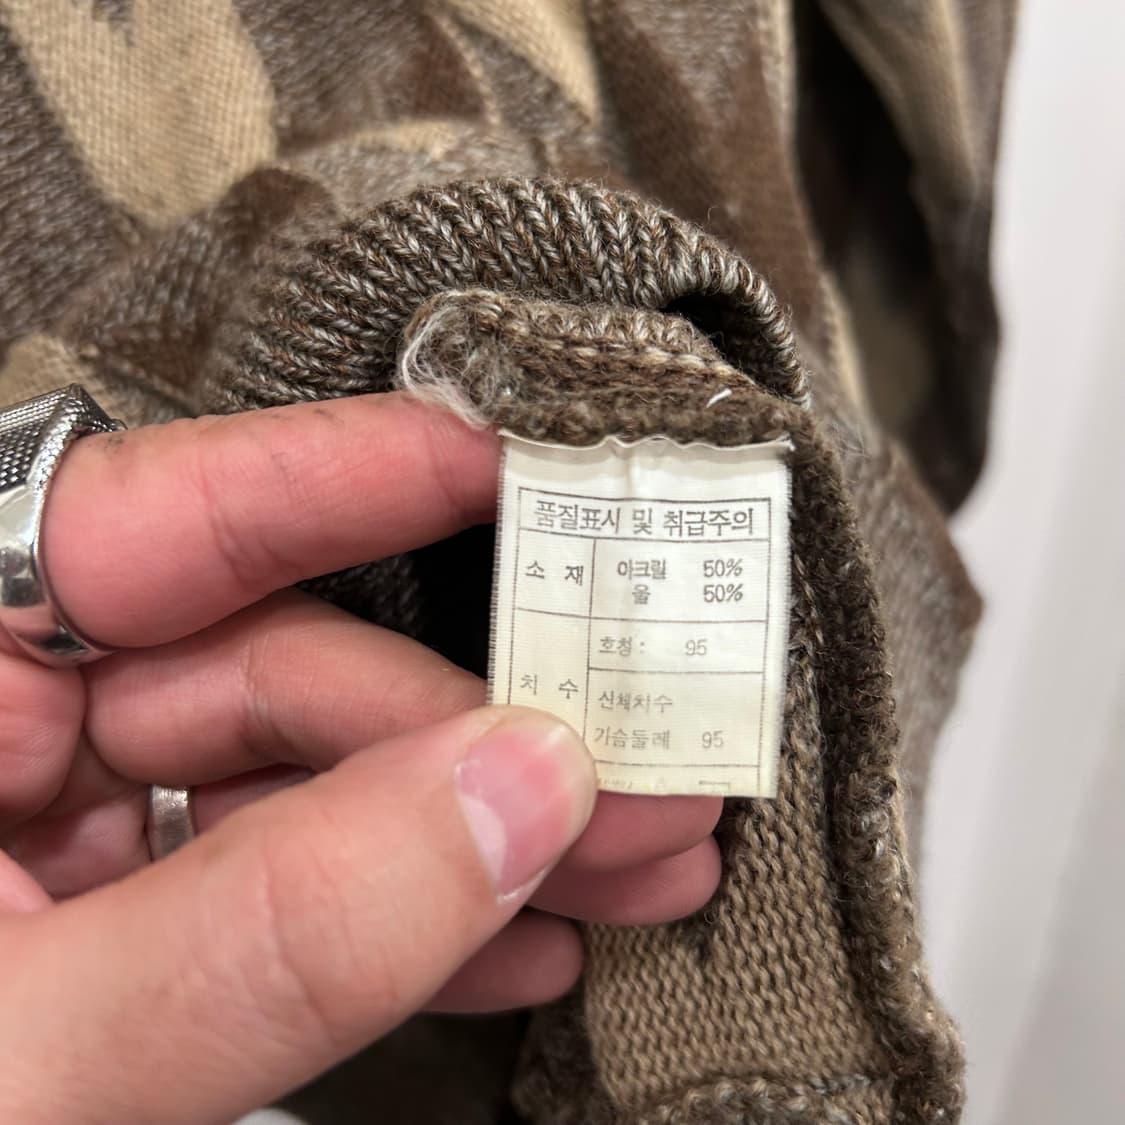 품질표시 및 취급주의
소 재 아크릴 50%
울 50%
호칭 : 95
치 수 신체치수
가슴둘레 95